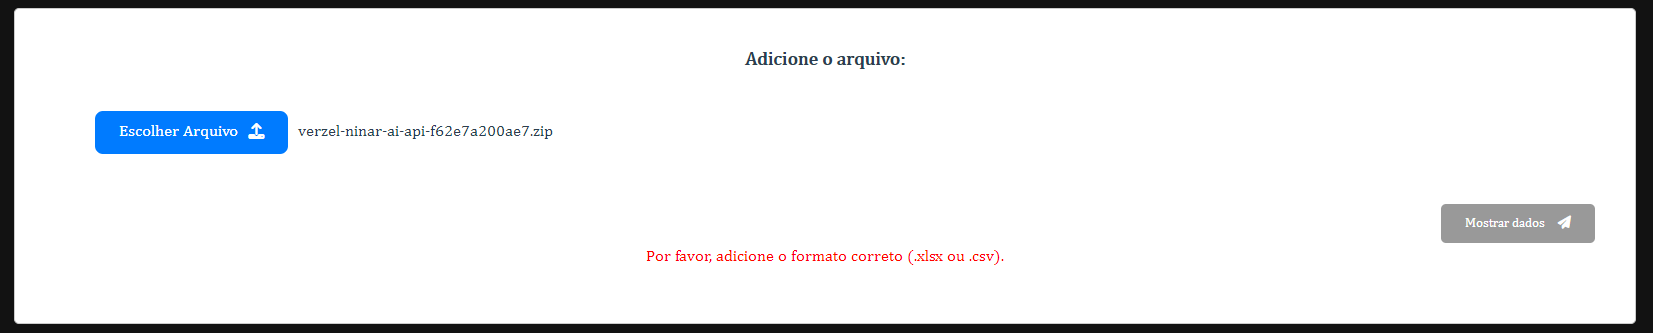 Adicione o arquivo:
Escolher Arquivo verzel-ninar-ai-api-f62e7a200ae7.zip
Mostrar dados
Por favor, adicione o formato correto (.xlsx ou .csv).